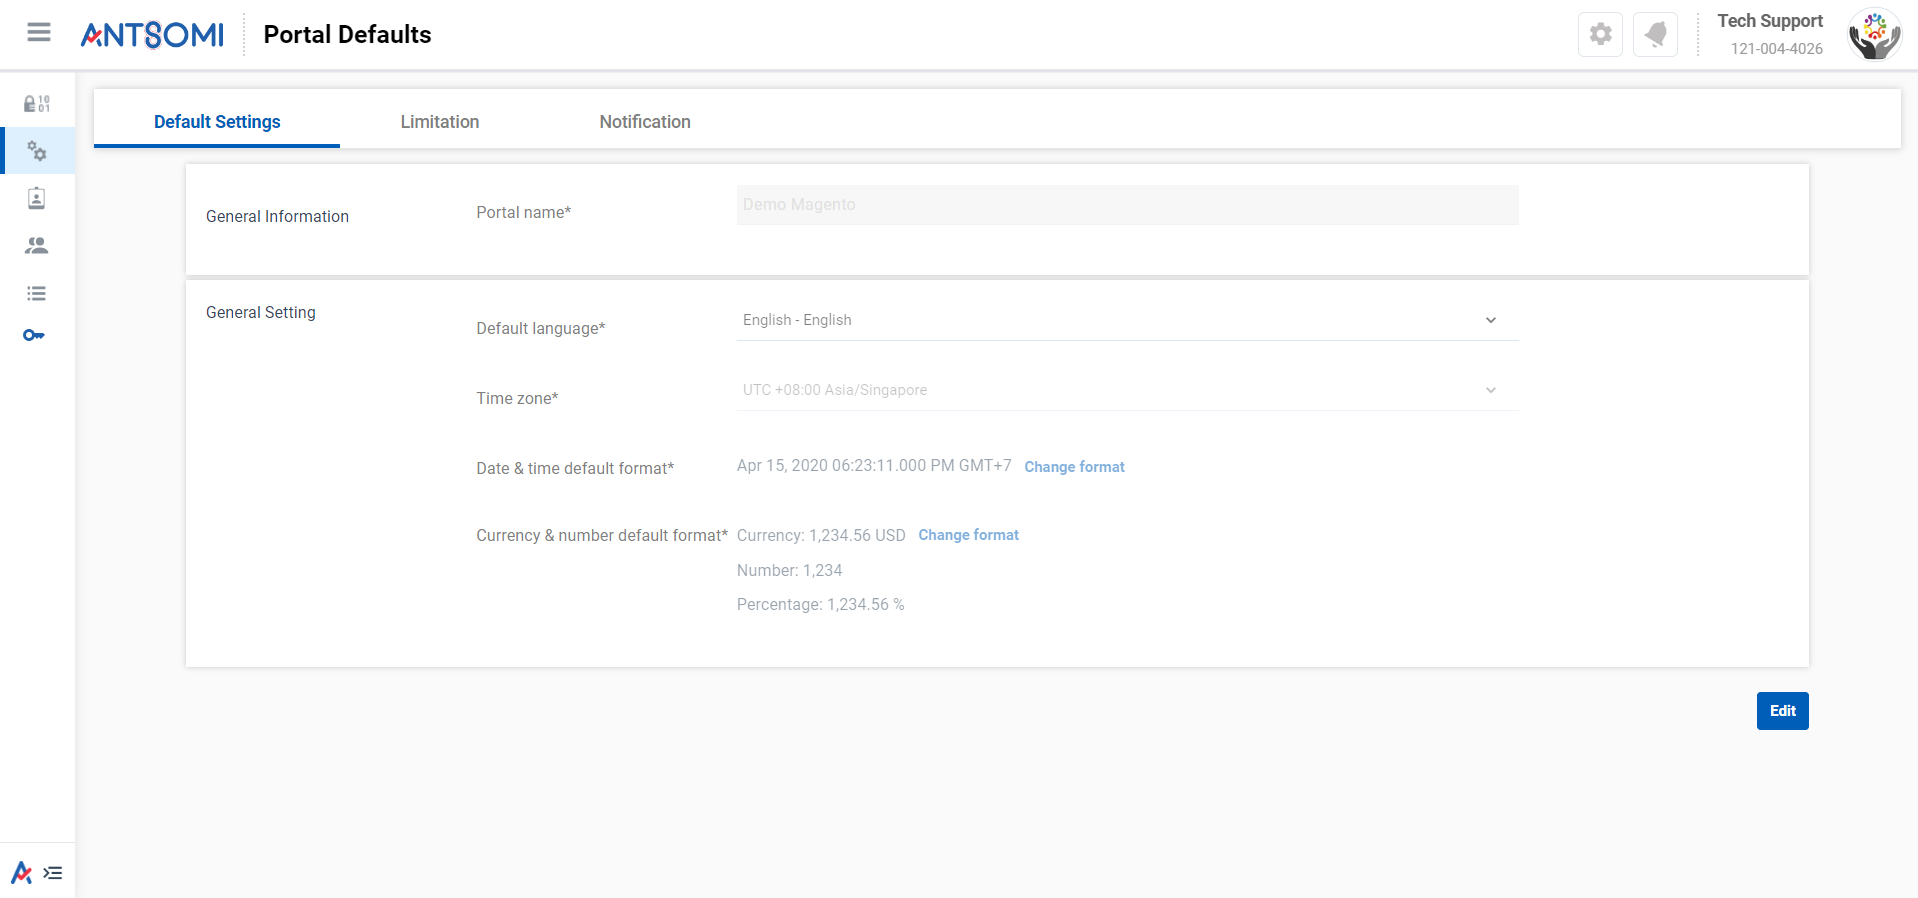 ANTSOMI
Portal Defaults
Tech Support
121-004-4026
10
01
Default Settings
Limitation
Notification
General Information
Portal name*
Demo Magento
General Setting
Default language*
English - English
Time zone*
UTC +08:00 Asia/Singapore
Date & time default format*
Apr 15, 2020 06:23:11.000 PM GMT+7
Change format
Currency & number default format*
Currency: 1,234.56 USD
Change format
Number: 1,234
Percentage: 1,234.56 %
Edit